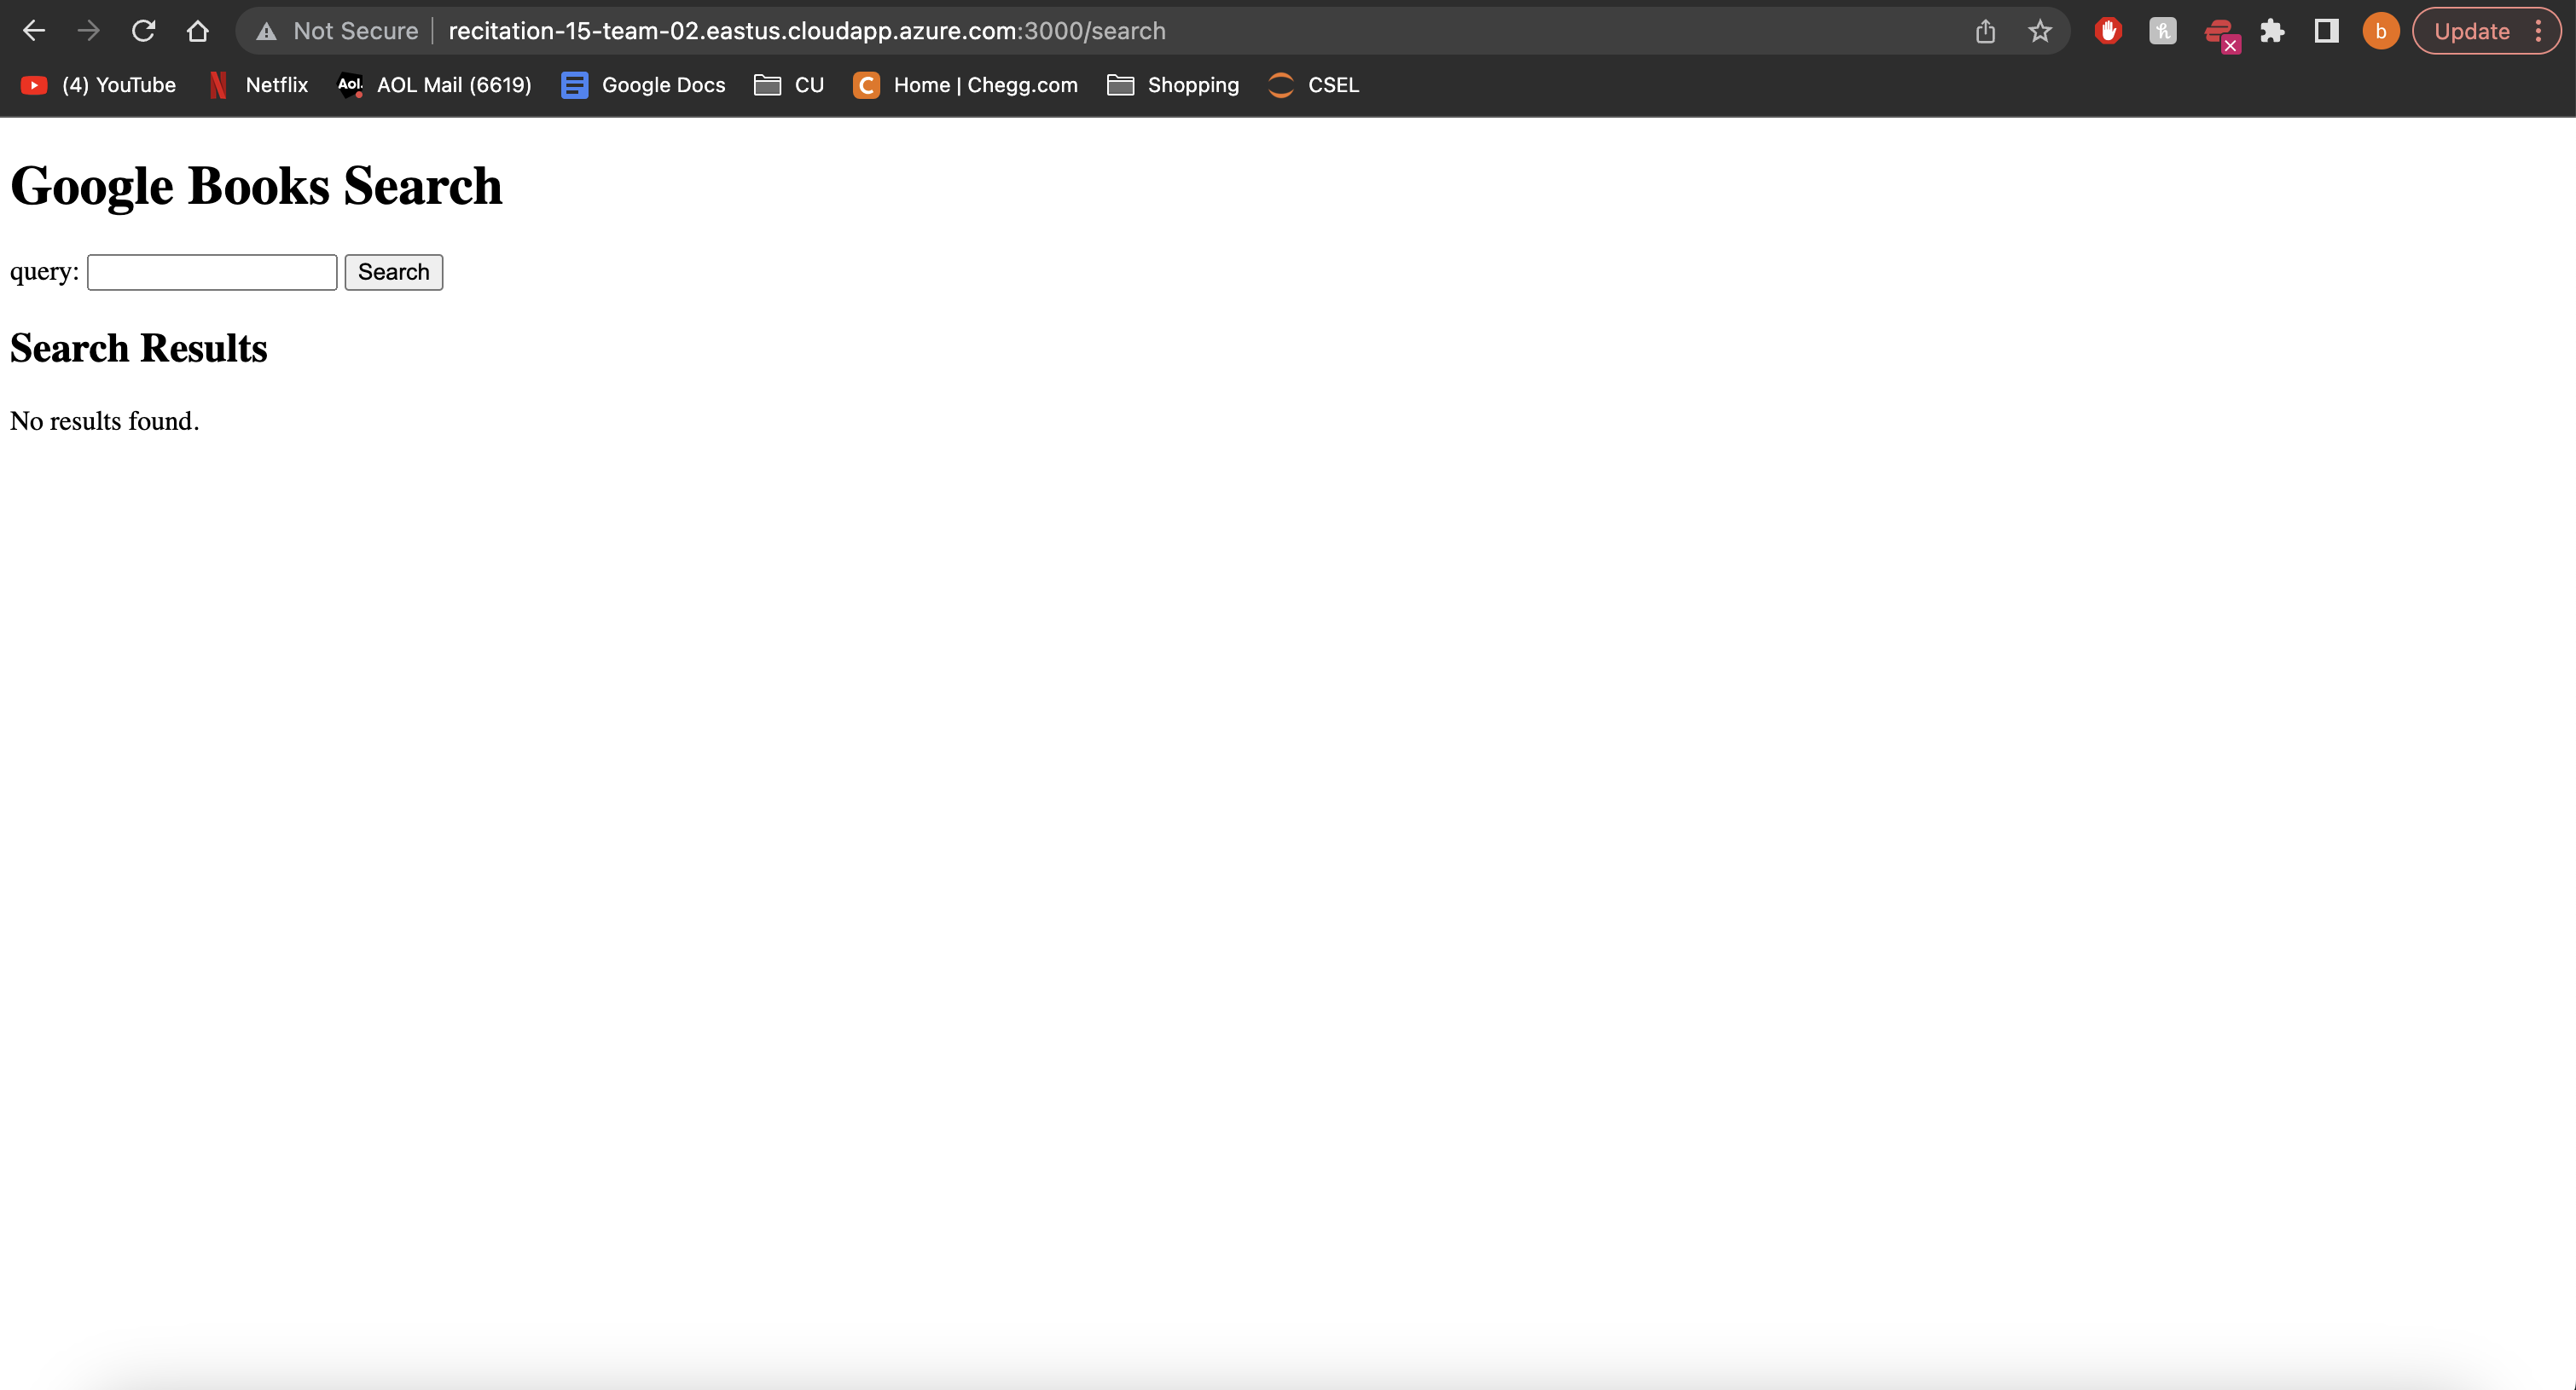 Not Secure recitation-15-team-02.eastus.cloudapp.azure.com:3000/search b Update
(4) YouTube Netflix Aol. AOL Mail (6619) Google Docs CU C Home | Chegg.com Shopping CSEL
Google Books Search
query: Search
Search Results
No results found.